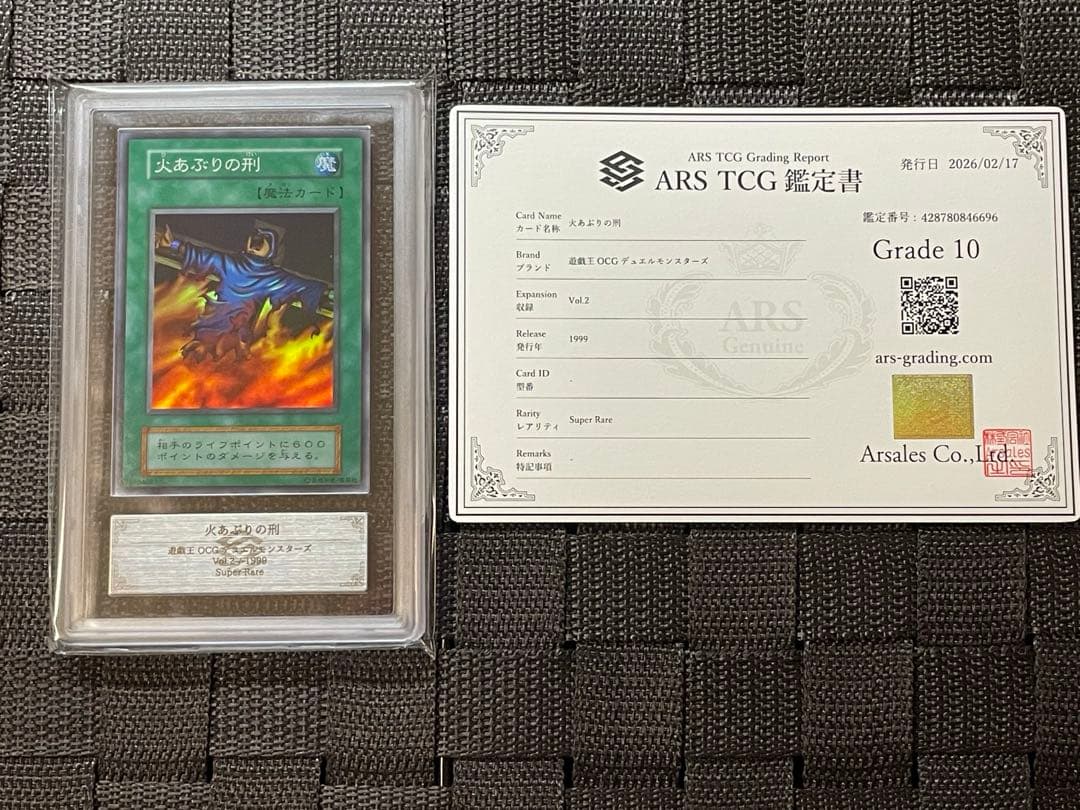 火あぶりの刑
魔
【魔法カード】
相手のライフポイントに600
ポイントのダメージを与える。
火あぶりの刑
遊戯王 OCG デュエルモンスターズ
Vol.2 / 1999
Super Rare
ARS TCG Grading Report
ARS TCG 鑑定書
発行日 2026/02/17
鑑定番号：428780846696
Grade 10
ars-grading.com
Arsales Co.,Ltd.
Card Name
カード名称 火あぶりの刑
Brand
ブランド 遊戯王 OCG デュエルモンスターズ
Expansion
収録 Vol.2
Release
発行年 1999
Card ID
型番 -
Rarity
レアリティ Super Rare
Remarks
特記事項 -
ARS
Genuine